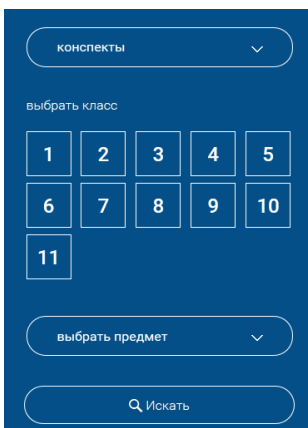 конспекты
выбрать класс
1 2 3 4 5
6 7 8 9 10
11
выбрать предмет
Искать